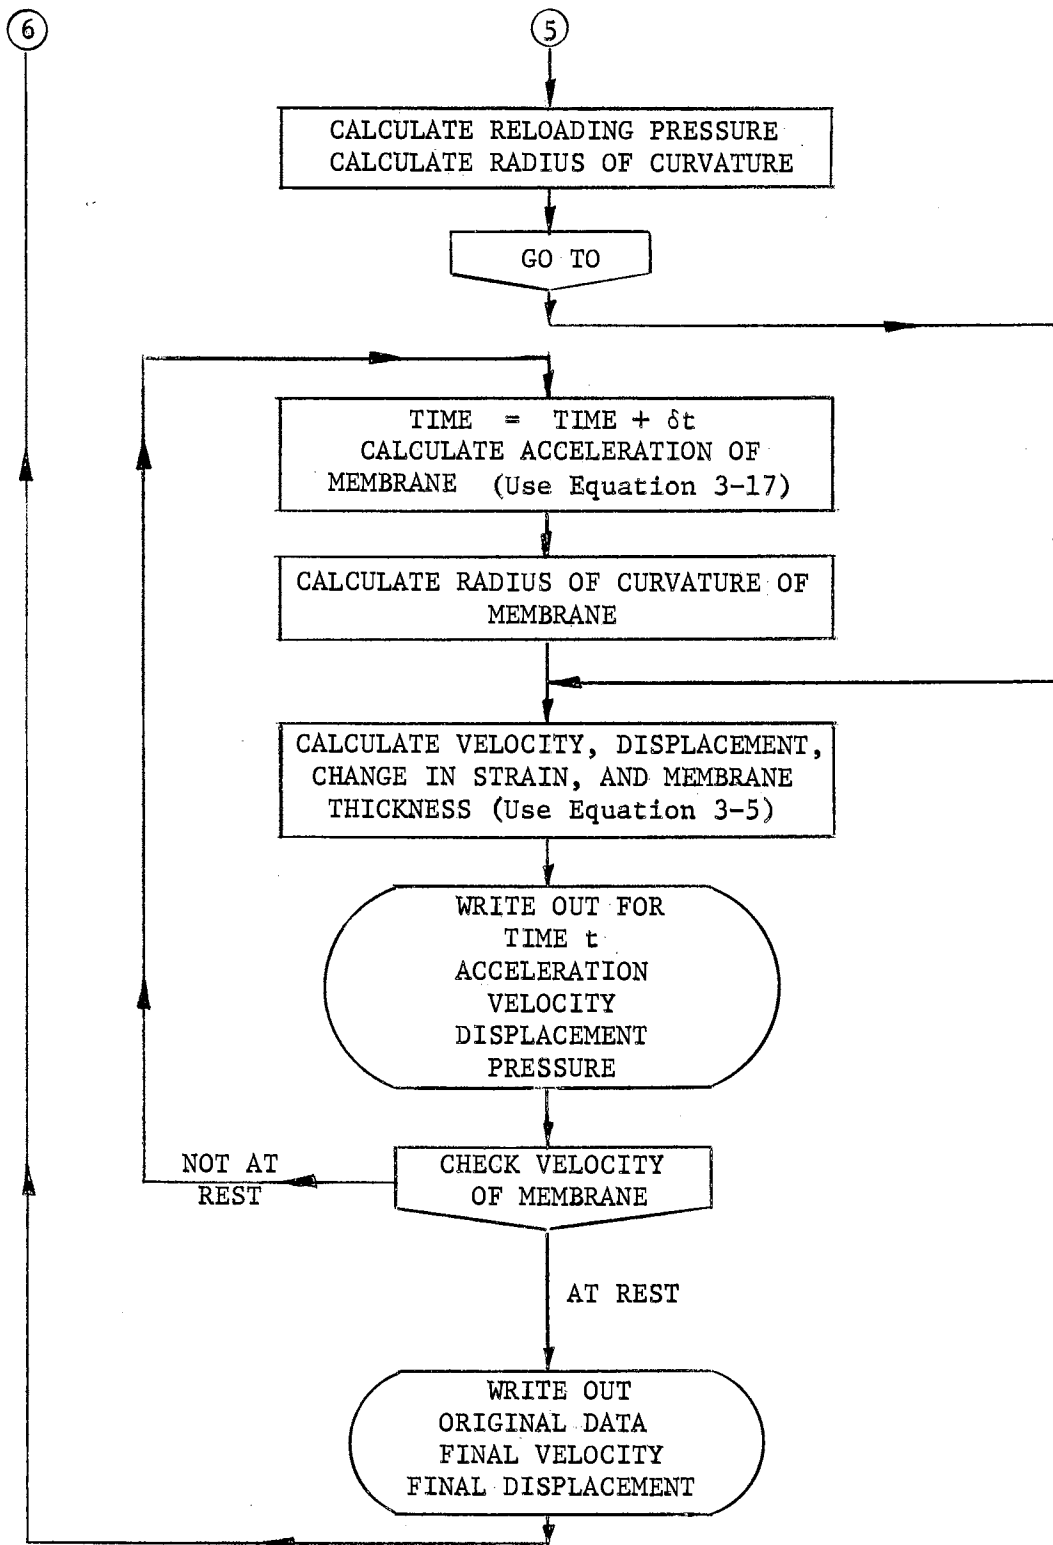 6
5
CALCULATE RELOADING PRESSURE
CALCULATE RADIUS OF CURVATURE
GO TO
TIME = TIME + δt
CALCULATE ACCELERATION OF
MEMBRANE (Use Equation 3-17)
CALCULATE RADIUS OF CURVATURE OF
MEMBRANE
CALCULATE VELOCITY, DISPLACEMENT,
CHANGE IN STRAIN, AND MEMBRANE
THICKNESS (Use Equation 3-5)
WRITE OUT FOR
TIME t
ACCELERATION
VELOCITY
DISPLACEMENT
PRESSURE
NOT AT
REST
CHECK VELOCITY
OF MEMBRANE
AT REST
WRITE OUT
ORIGINAL DATA
FINAL VELOCITY
FINAL DISPLACEMENT